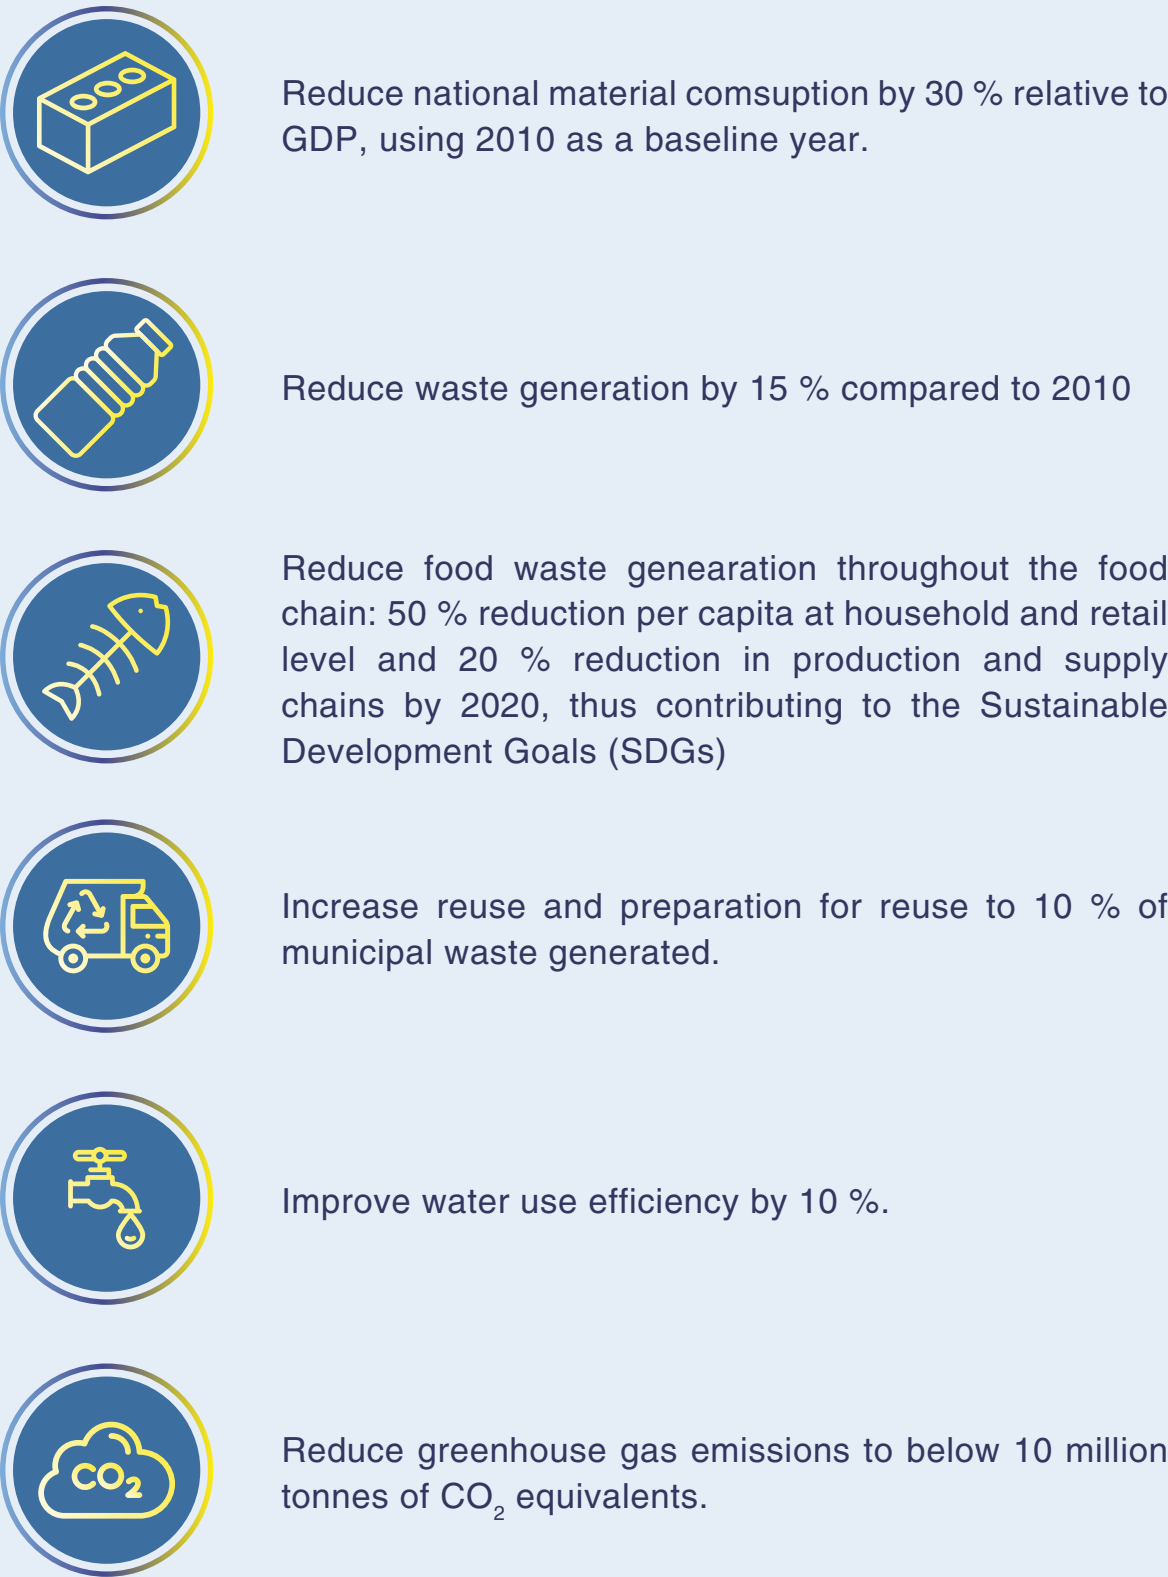 Reduce national material comsuption by 30 % relative to
GDP, using 2010 as a baseline year.
Reduce waste generation by 15 % compared to 2010
Reduce food waste genearation throughout the food
chain: 50 % reduction per capita at household and retail
level and 20 % reduction in production and supply
chains by 2020, thus contributing to the Sustainable
Development Goals (SDGs)
Increase reuse and preparation for reuse to 10 % of
municipal waste generated.
Improve water use efficiency by 10 %.
CO₂
Reduce greenhouse gas emissions to below 10 million
tonnes of CO₂ equivalents.